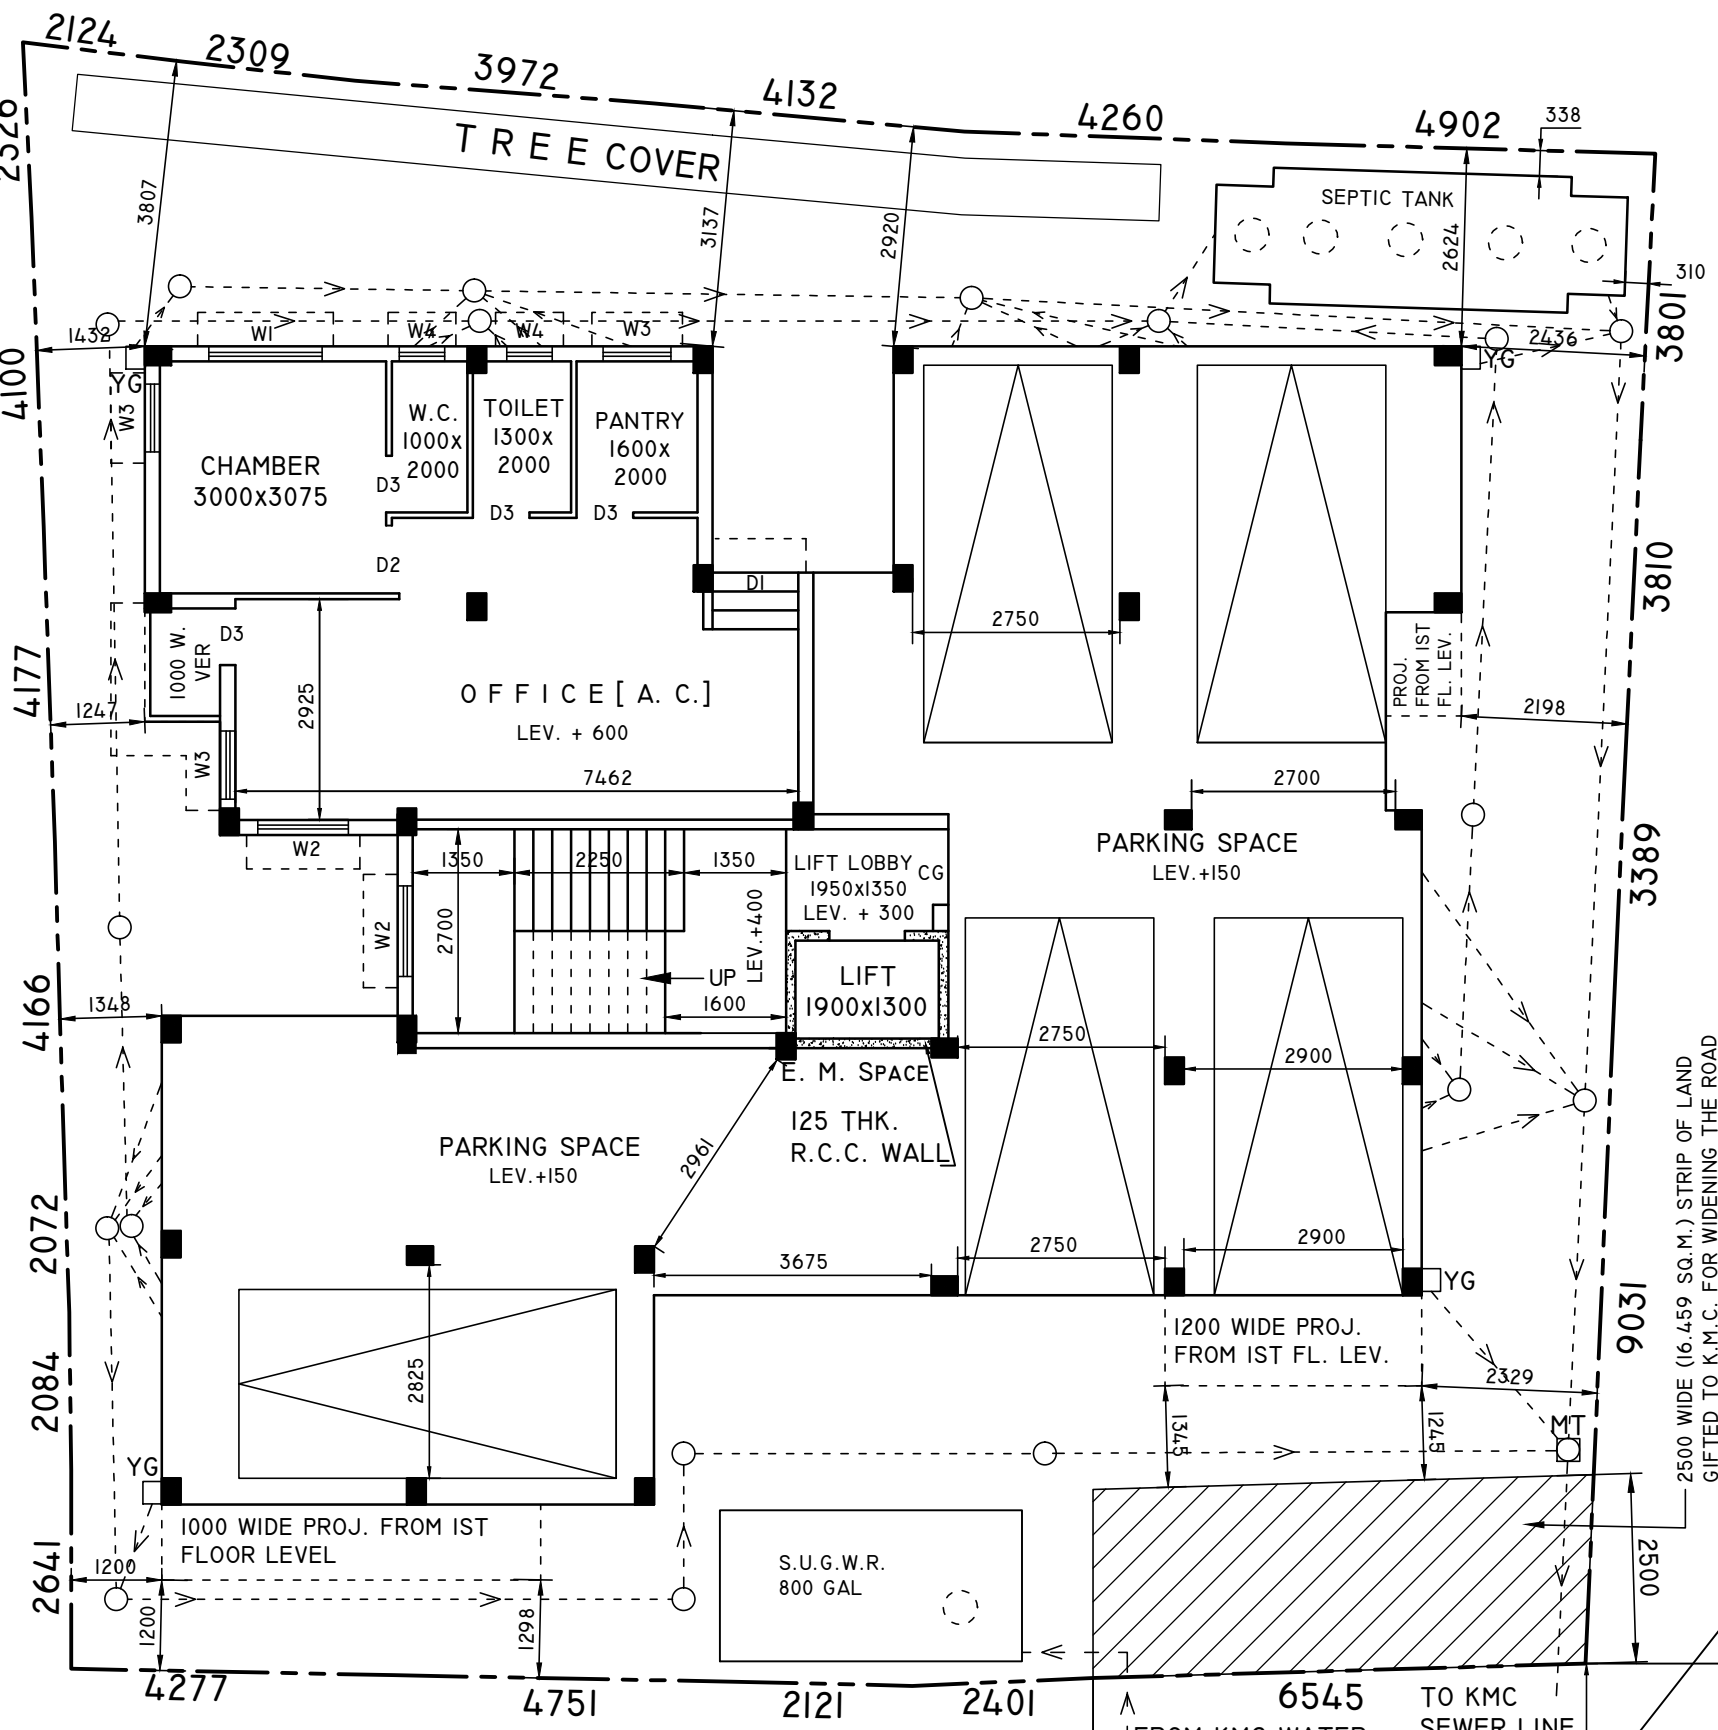 2124
2309
3972
4132
4260
4902
338
2326
TREE COVER
SEPTIC TANK
3807
3137
2920
2624
310
1432
W1
W4
W4
W3
2436
3801
4100
YG
YG
W3
CHAMBER
3000X3075
W.C.
1000X
2000
TOILET
1300X
2000
PANTRY
1600X
2000
D3
D3
D3
D2
D1
3810
2750
1000 W.
VER
D3
PROJ.
FROM IST
FL. LEV.
4177
1247
2925
OFFICE [A. C.]
LEV. + 600
2198
W3
7462
2700
W2
PARKING SPACE
LEV.+150
3389
1350
2250
1350
LIFT LOBBY
1950X1350
LEV. + 300
CG
W2
2700
LEV.+400
UP
1600
LIFT
1900X1300
4166
1348
2750
2900
E. M. SPACE
125 THK.
R.C.C. WALL
2961
PARKING SPACE
LEV.+150
2072
3675
2750
2900
YG
2500 WIDE (16.459 SQ.M.) STRIP OF LAND
GIFTED TO K.M.C. FOR WIDENING THE ROAD
9031
1200 WIDE PROJ.
FROM IST FL. LEV.
2084
2825
2329
1345
1245
MT
YG
1000 WIDE PROJ. FROM IST
FLOOR LEVEL
2641
1200
1200
1298
S.U.G.W.R.
800 GAL
2500
4277
4751
2121
2401
6545
TO KMC
SEWER LINE
FROM KMC WATER